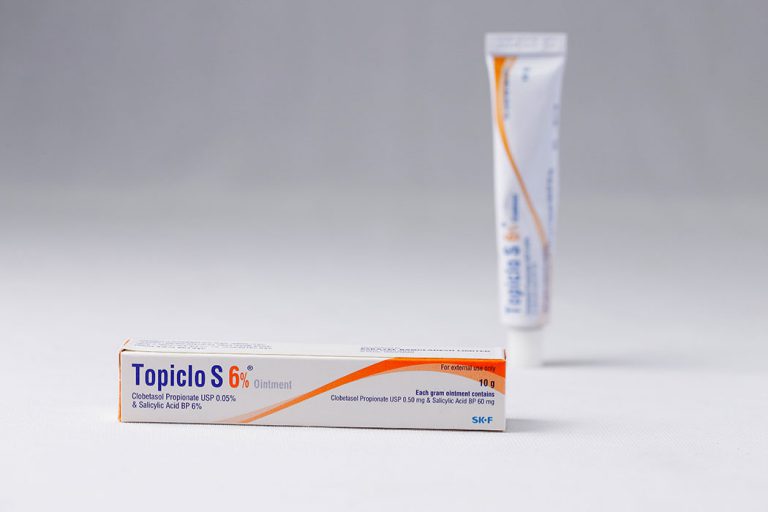 Topiclo S 6%® Ointment
Clobetasol Propionate USP 0.05%
& Salicylic Acid BP 6%
For external use only
10 g
Each gram ointment contains
Clobetasol Propionate USP 0.50 mg & Salicylic Acid BP 60 mg
SK+F
Topiclo S 6%